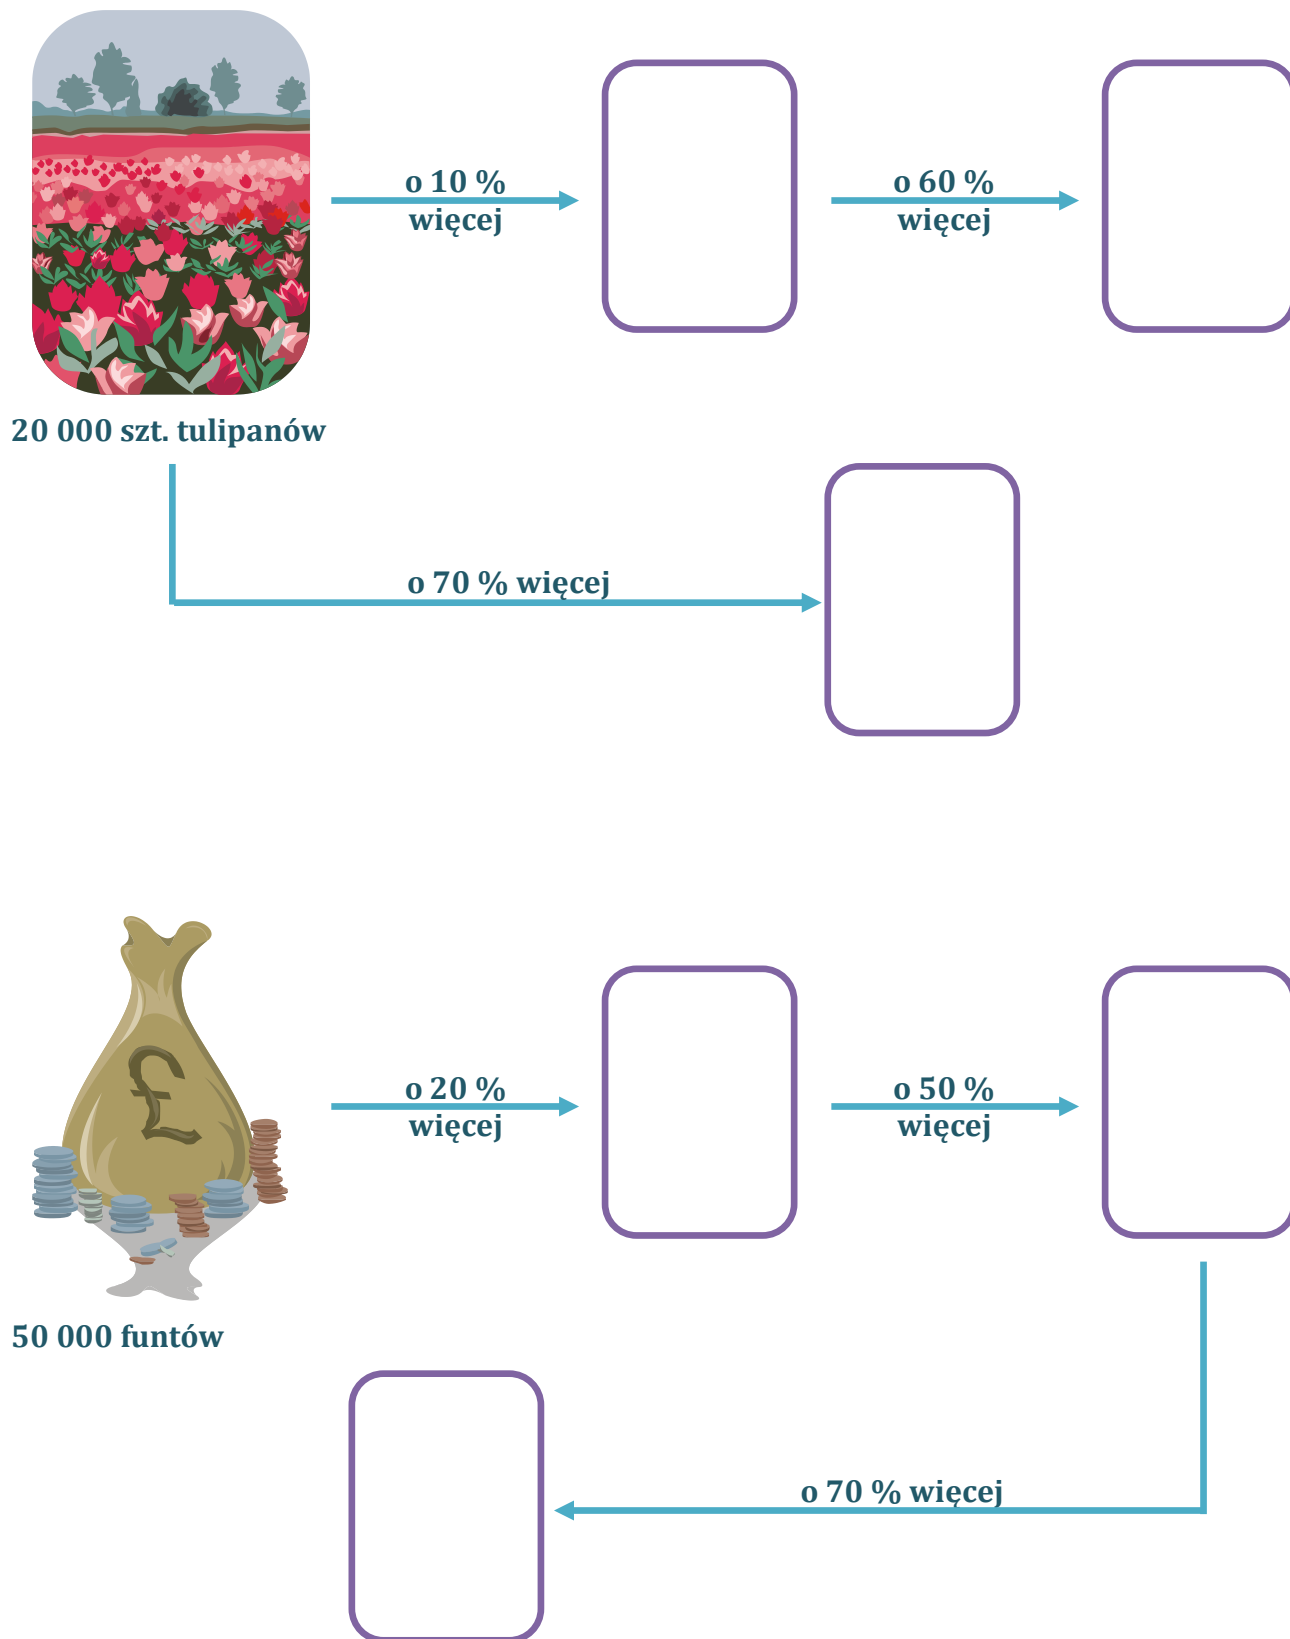 o 10 %
więcej
o 60 %
więcej
20 000 szt. tulipanów
o 70 % więcej
£
o 20 %
więcej
o 50 %
więcej
50 000 funtów
o 70 % więcej